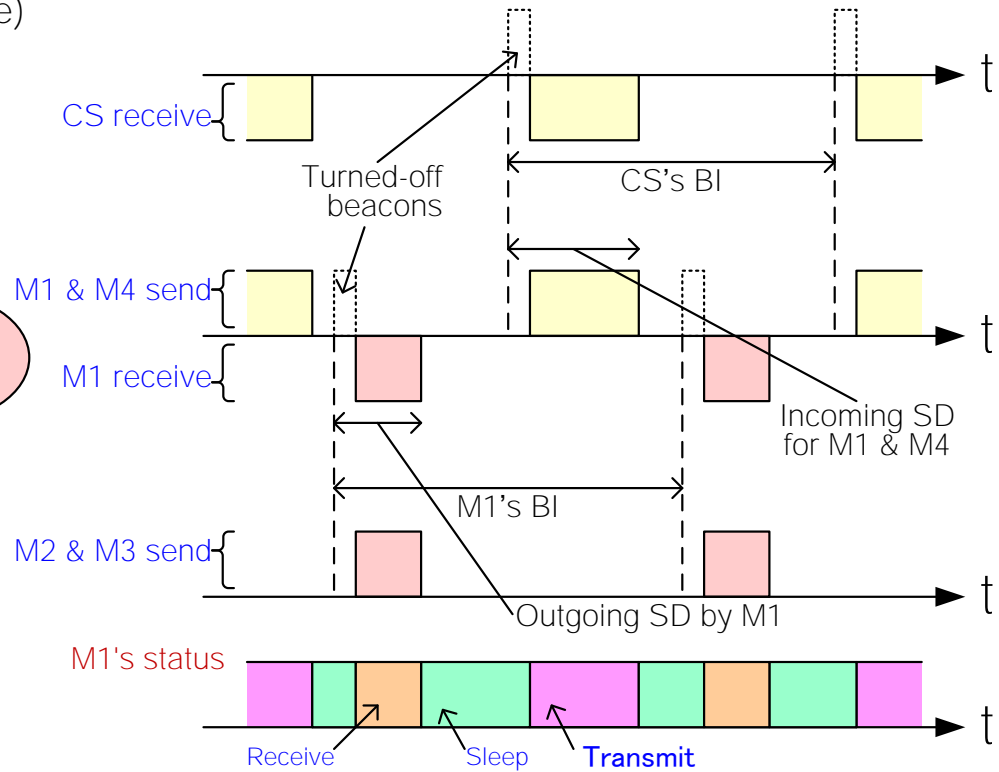 e)
t
CS receive
Turned-off
beacons
CS's BI
M1 & M4 send
t
M1 receive
Incoming SD
for M1 & M4
M1's BI
M2 & M3 send
t
Outgoing SD by M1
M1's status
t
Receive
Sleep
Transmit